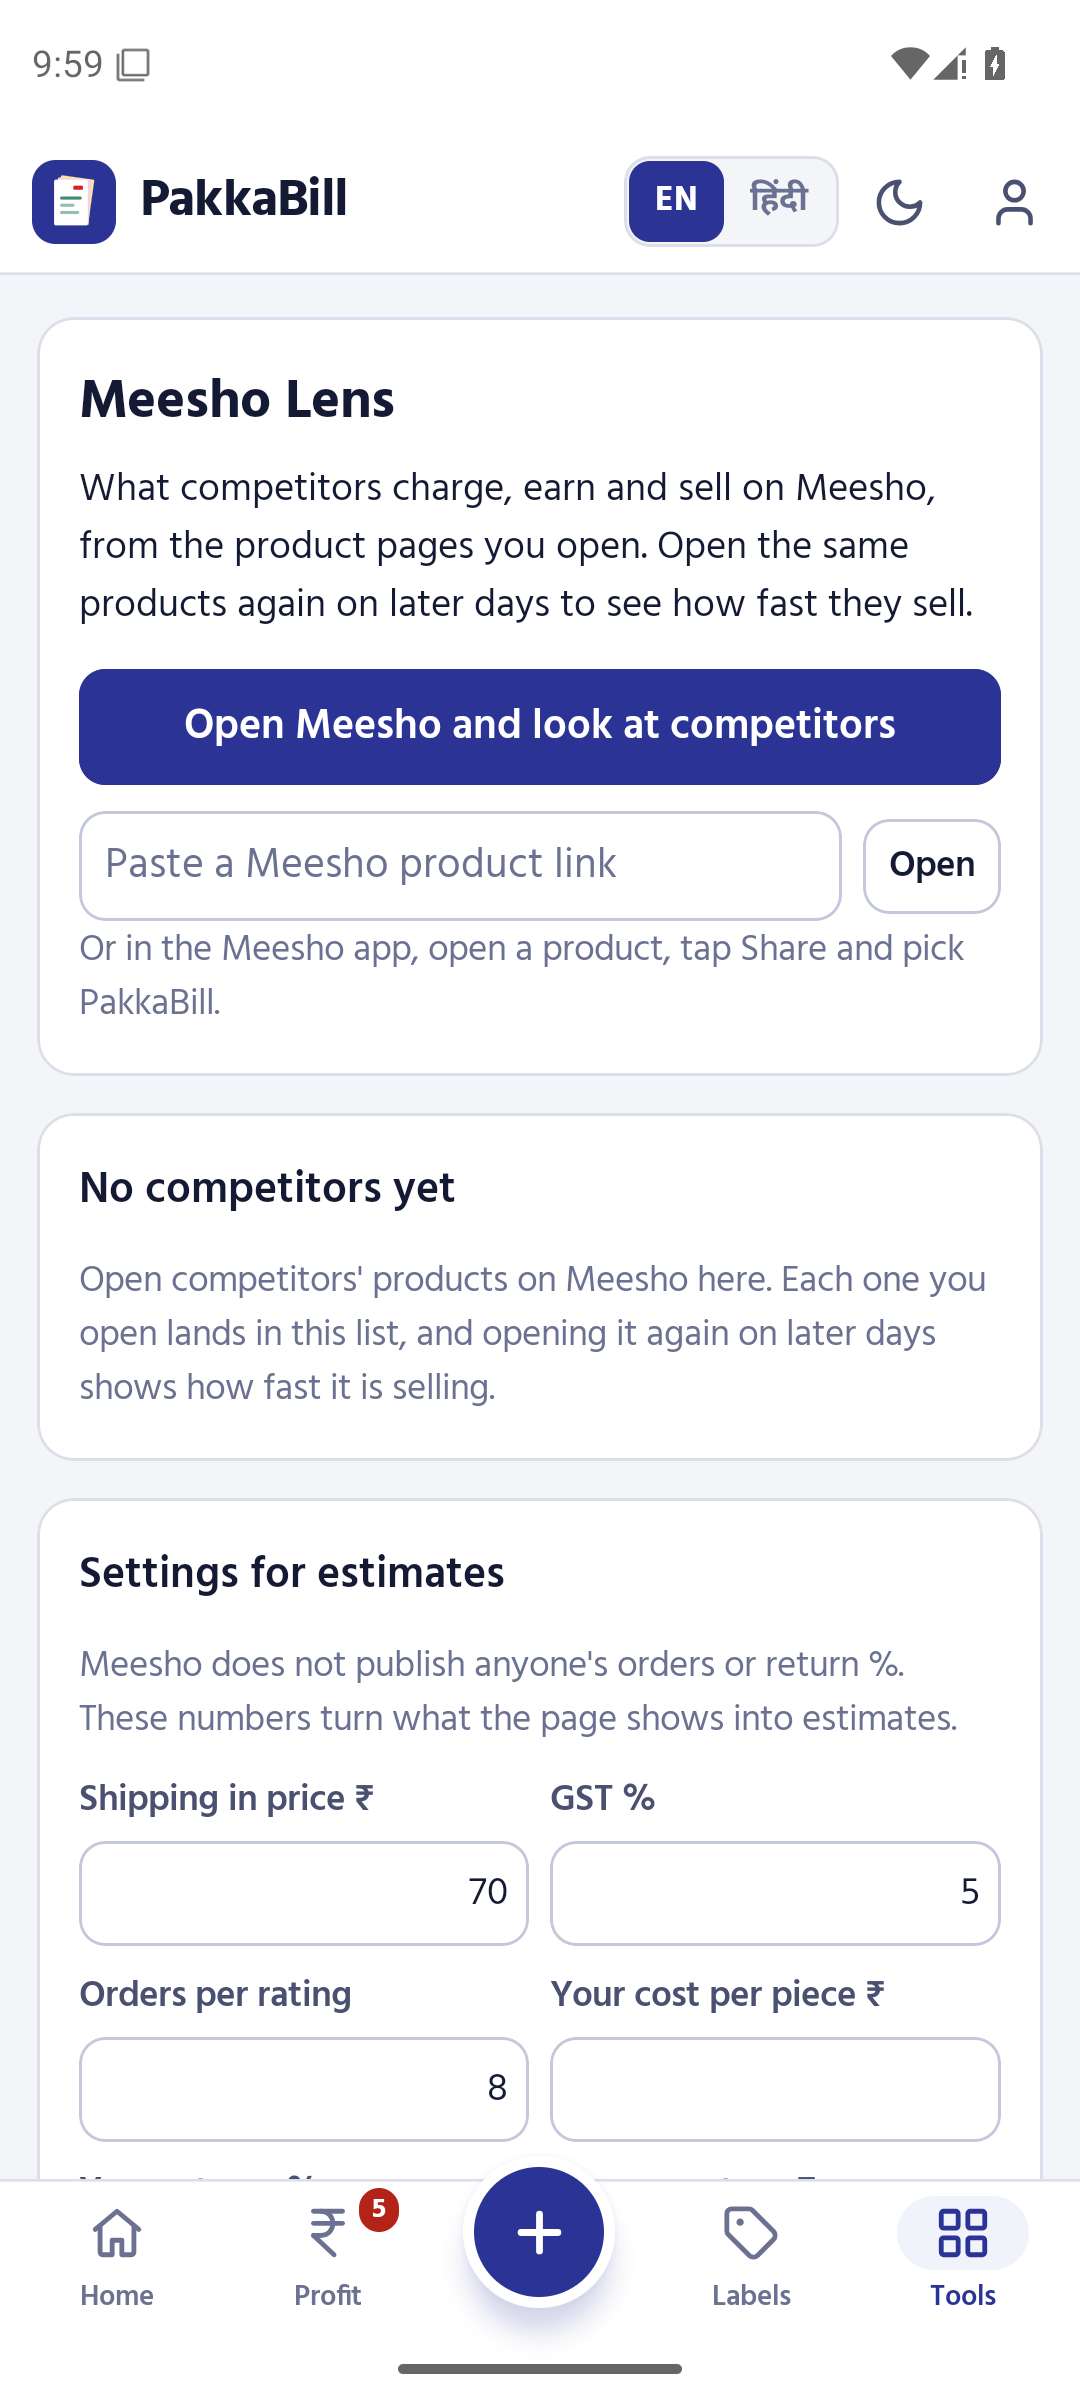 9:59
PakkaBill
EN
हिंदी
Meesho Lens
What competitors charge, earn and sell on Meesho,
from the product pages you open. Open the same
products again on later days to see how fast they sell.
Open Meesho and look at competitors
Paste a Meesho product link
Open
Or in the Meesho app, open a product, tap Share and pick
PakkaBill.
No competitors yet
Open competitors' products on Meesho here. Each one you
open lands in this list, and opening it again on later days
shows how fast it is selling.
Settings for estimates
Meesho does not publish anyone's orders or return %.
These numbers turn what the page shows into estimates.
Shipping in price ₹
GST %
70
5
Orders per rating
Your cost per piece ₹
8
5
Home
Profit
Labels
Tools